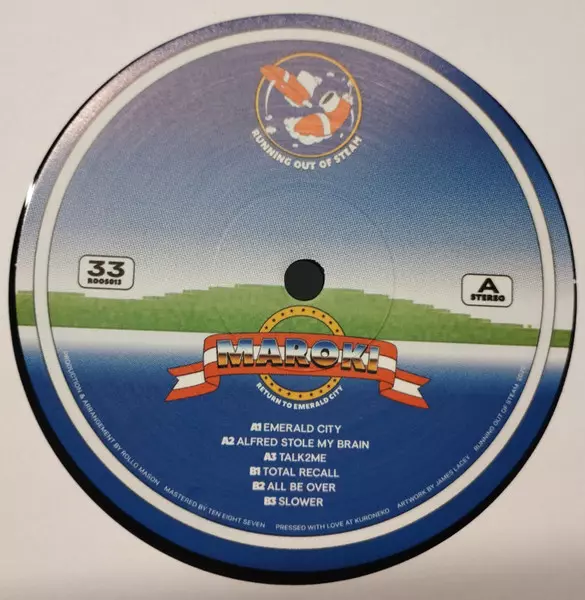 RUNNING OUT OF STEAM
33
ROOS013
A
STEREO
MAROKI
RETURN TO EMERALD CITY
A1 EMERALD CITY
A2 ALFRED STOLE MY BRAIN
A3 TALK2ME
B1 TOTAL RECALL
B2 ALL BE OVER
B3 SLOWER
PRODUCTION & ARRANGEMENT BY ROLLO MASON
MASTERED BY TEN EIGHT SEVEN
PRESSED WITH LOVE AT KURONEKO
ARTWORK BY JAMES LACEY
RUNNING OUT OF STEAM